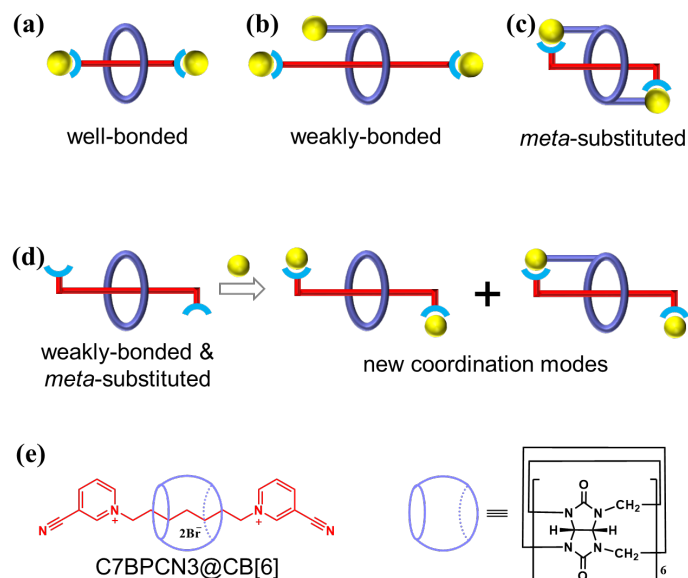 (a)
(b)
(c)
well-bonded
weakly-bonded
meta-substituted
(d)
+
weakly-bonded &
meta-substituted
new coordination modes
(e)
N
N+
2Br-
N+
N
C7BPCN3@CB[6]
≡
O
N N CH2
H H
N N CH2
O
6